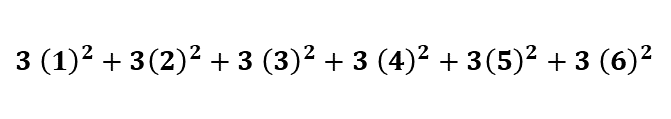 3 (1)² + 3(2)² + 3 (3)² + 3 (4)² + 3(5)² + 3 (6)²